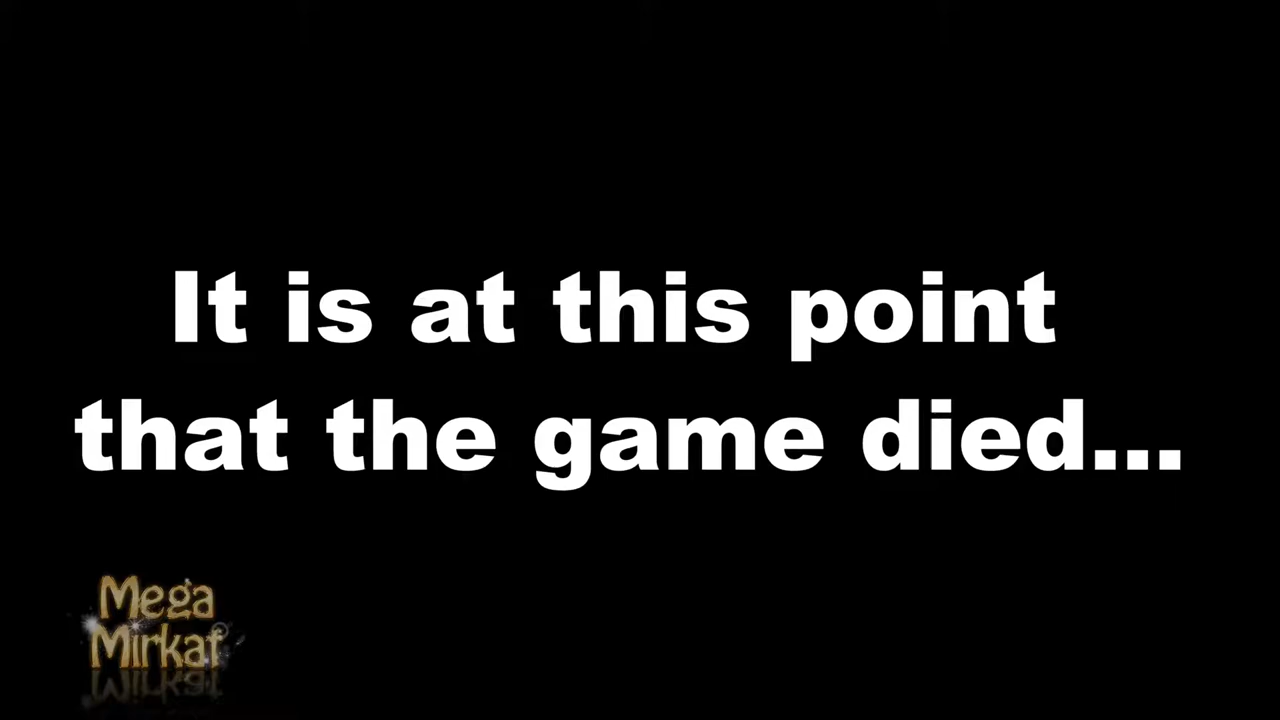 It is at this point
that the game died...
Mega
Mirkat